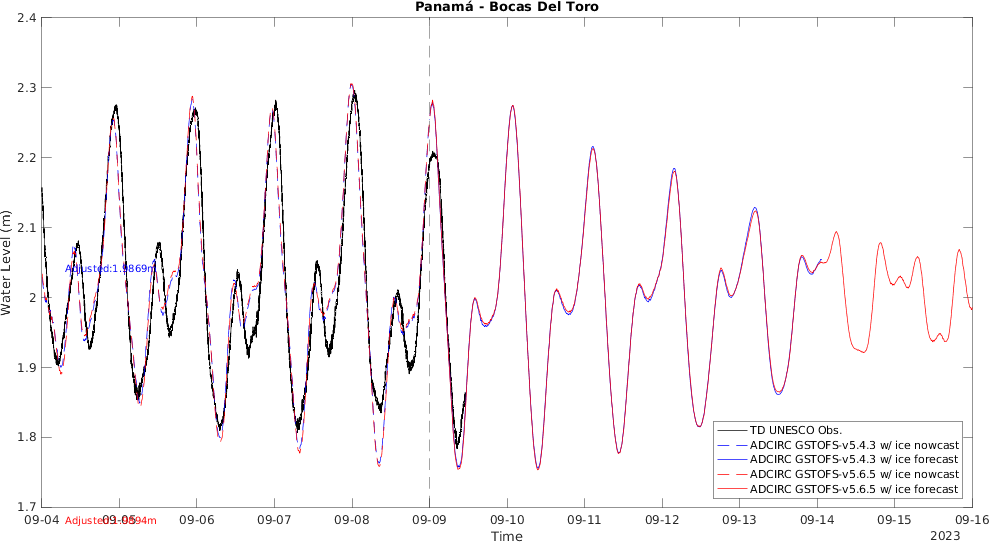 Panamá - Bocas Del Toro
2.4
2.3
2.2
2.1
2
1.9
1.8
1.7
Water Level (m)
Adjusted:1.9869m
TD UNESCO Obs.
ADCIRC GSTOFS-v5.4.3 w/ ice nowcast
ADCIRC GSTOFS-v5.4.3 w/ ice forecast
ADCIRC GSTOFS-v5.6.5 w/ ice nowcast
ADCIRC GSTOFS-v5.6.5 w/ ice forecast
09-04 09-05 09-06 09-07 09-08 09-09 09-10 09-11 09-12 09-13 09-14 09-15 09-16
Time
2023